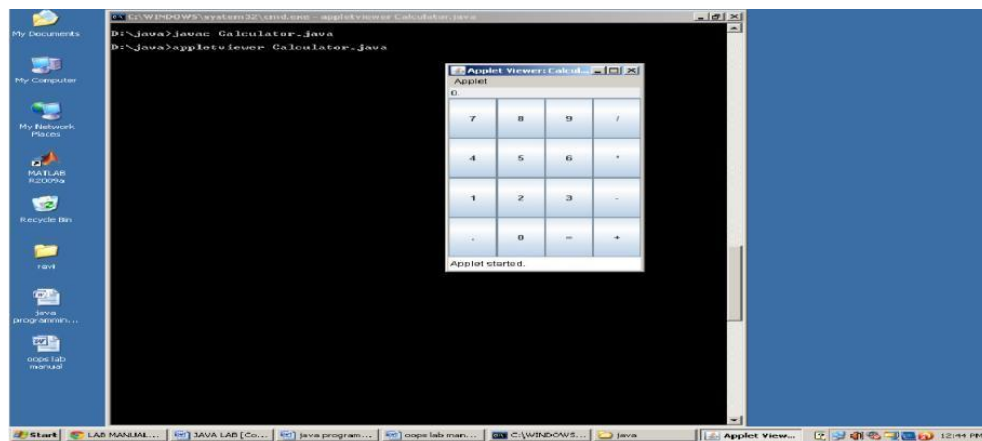 C:\WINDOWS\system32\cmd.exe - appletviewer Calculator.java
D:\java>javac Calculator.java
D:\java>appletviewer Calculator.java
My Documents
My Computer
My Network
Places
MATLAB
R2009a
Recycle Bin
ravi
java
programmin...
oops lab
manual
Applet Viewer: Calcul...
Applet
0.
7 8 9 /
4 5 6 *
1 2 3 -
. 0 = +
Applet started.
Start
LAB MANUAL...
JAVA LAB [Co...
java program...
oops lab man...
C:\WINDOWS...
java
Applet View...
12:44 PM